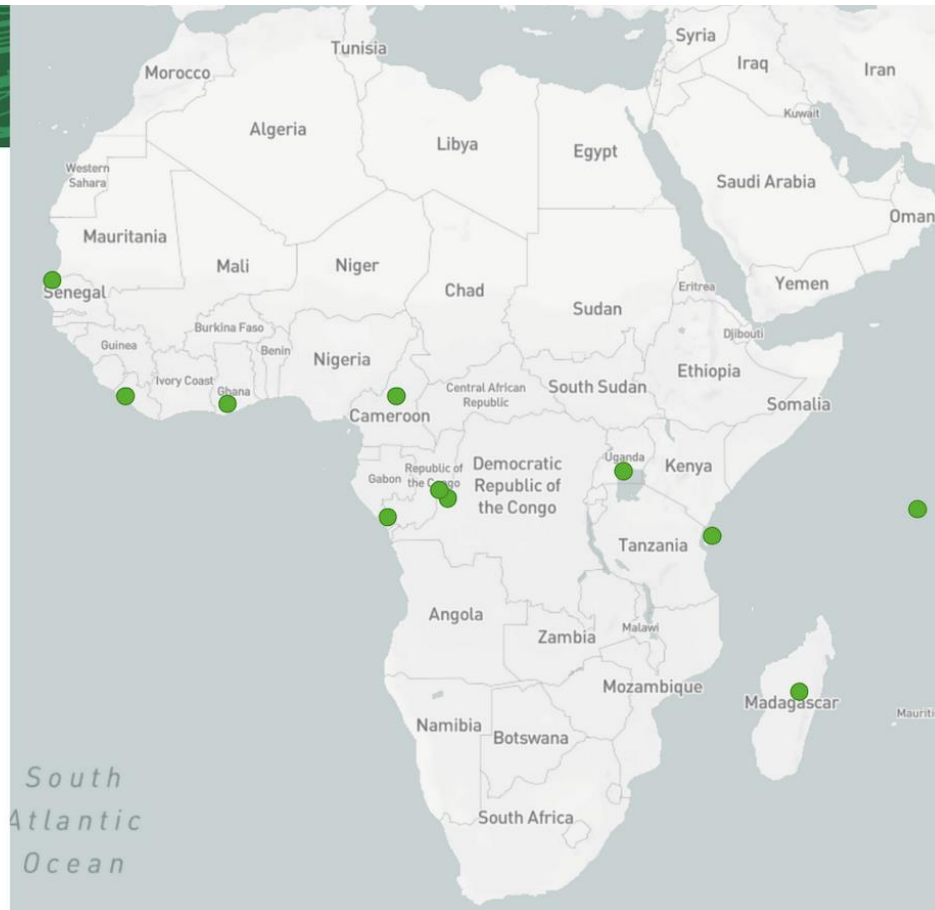 Tunisia
Syria
Morocco
Iraq
Iran
Kuwait
Algeria
Libya
Egypt
Western
Sahara
Saudi Arabia
Oman
Mauritania
Mali
Niger
Chad
Yemen
Eritrea
Senegal
Sudan
Burkina Faso
Djibouti
Guinea
Benin
Nigeria
Ethiopia
Ivory Coast
Ghana
Central African
Republic
South Sudan
Somalia
Cameroon
Uganda
Kenya
Gabon
Republic of
the Congo
Democratic
Republic of
the Congo
Tanzania
Angola
Malawi
Zambia
Mozambique
Madagascar
Mauriti
Namibia
Botswana
South
Atlantic
Ocean
South Africa